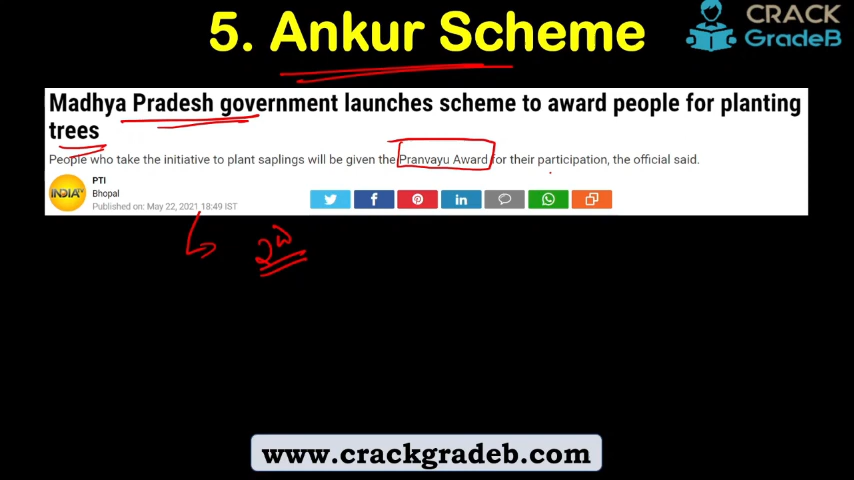 5. Ankur Scheme
CRACK
GradeB
Madhya Pradesh government launches scheme to award people for planting
trees
People who take the initiative to plant saplings will be given the Pranvayu Award for their participation, the official said.
INDIA TV
PTI
Bhopal
Published on: May 22, 2021 18:49 IST
www.crackgradeb.com